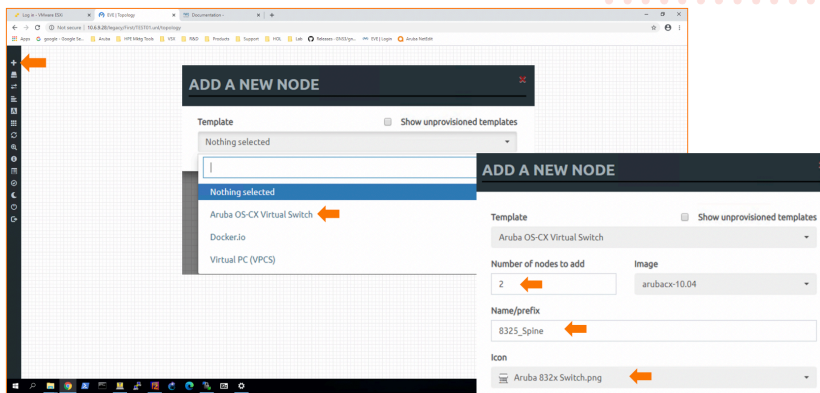 Log in - VMware ESXi
EVE | Topology
Documentation -
Not secure | 10.6.8.28/legacy/First/TSS701.unl/topology
Apps
google - Google Se...
Aruba
HPE Mktg Tools
VSX
R&D
Products
Support
HOL
Lab
EVE | Login
Aruba NetEdit
ADD A NEW NODE
Template
Show unprovisioned templates
Nothing selected
Nothing selected
Aruba OS-CX Virtual Switch
Docker.io
Virtual PC (VPCS)
ADD A NEW NODE
Template
Show unprovisioned templates
Aruba OS-CX Virtual Switch
Number of nodes to add
Image
2
arubacx-10.04
Name/prefix
8325_Spine
Icon
Aruba 832x Switch.png